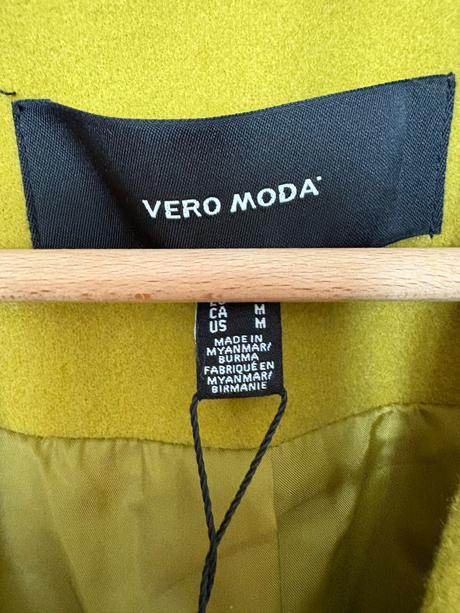 VERO MODA
CA M
US M
MADE IN
MYANMAR/
BURMA
FABRIQUÉ EN
MYANMAR/
BIRMANIE